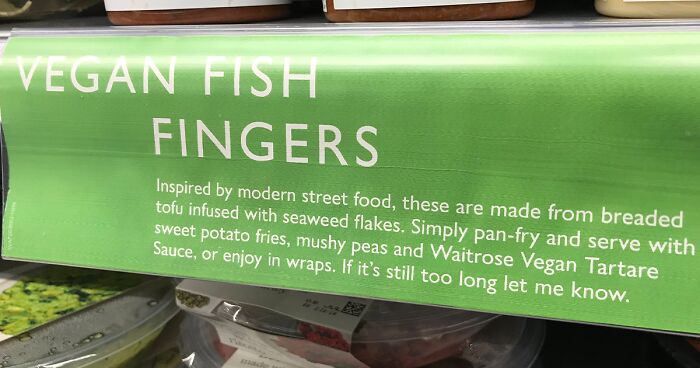 VEGAN FISH
FINGERS
Inspired by modern street food, these are made from breaded
tofu infused with seaweed flakes. Simply pan-fry and serve with
sweet potato fries, mushy peas and Waitrose Vegan Tartare
Sauce, or enjoy in wraps. If it's still too long let me know.